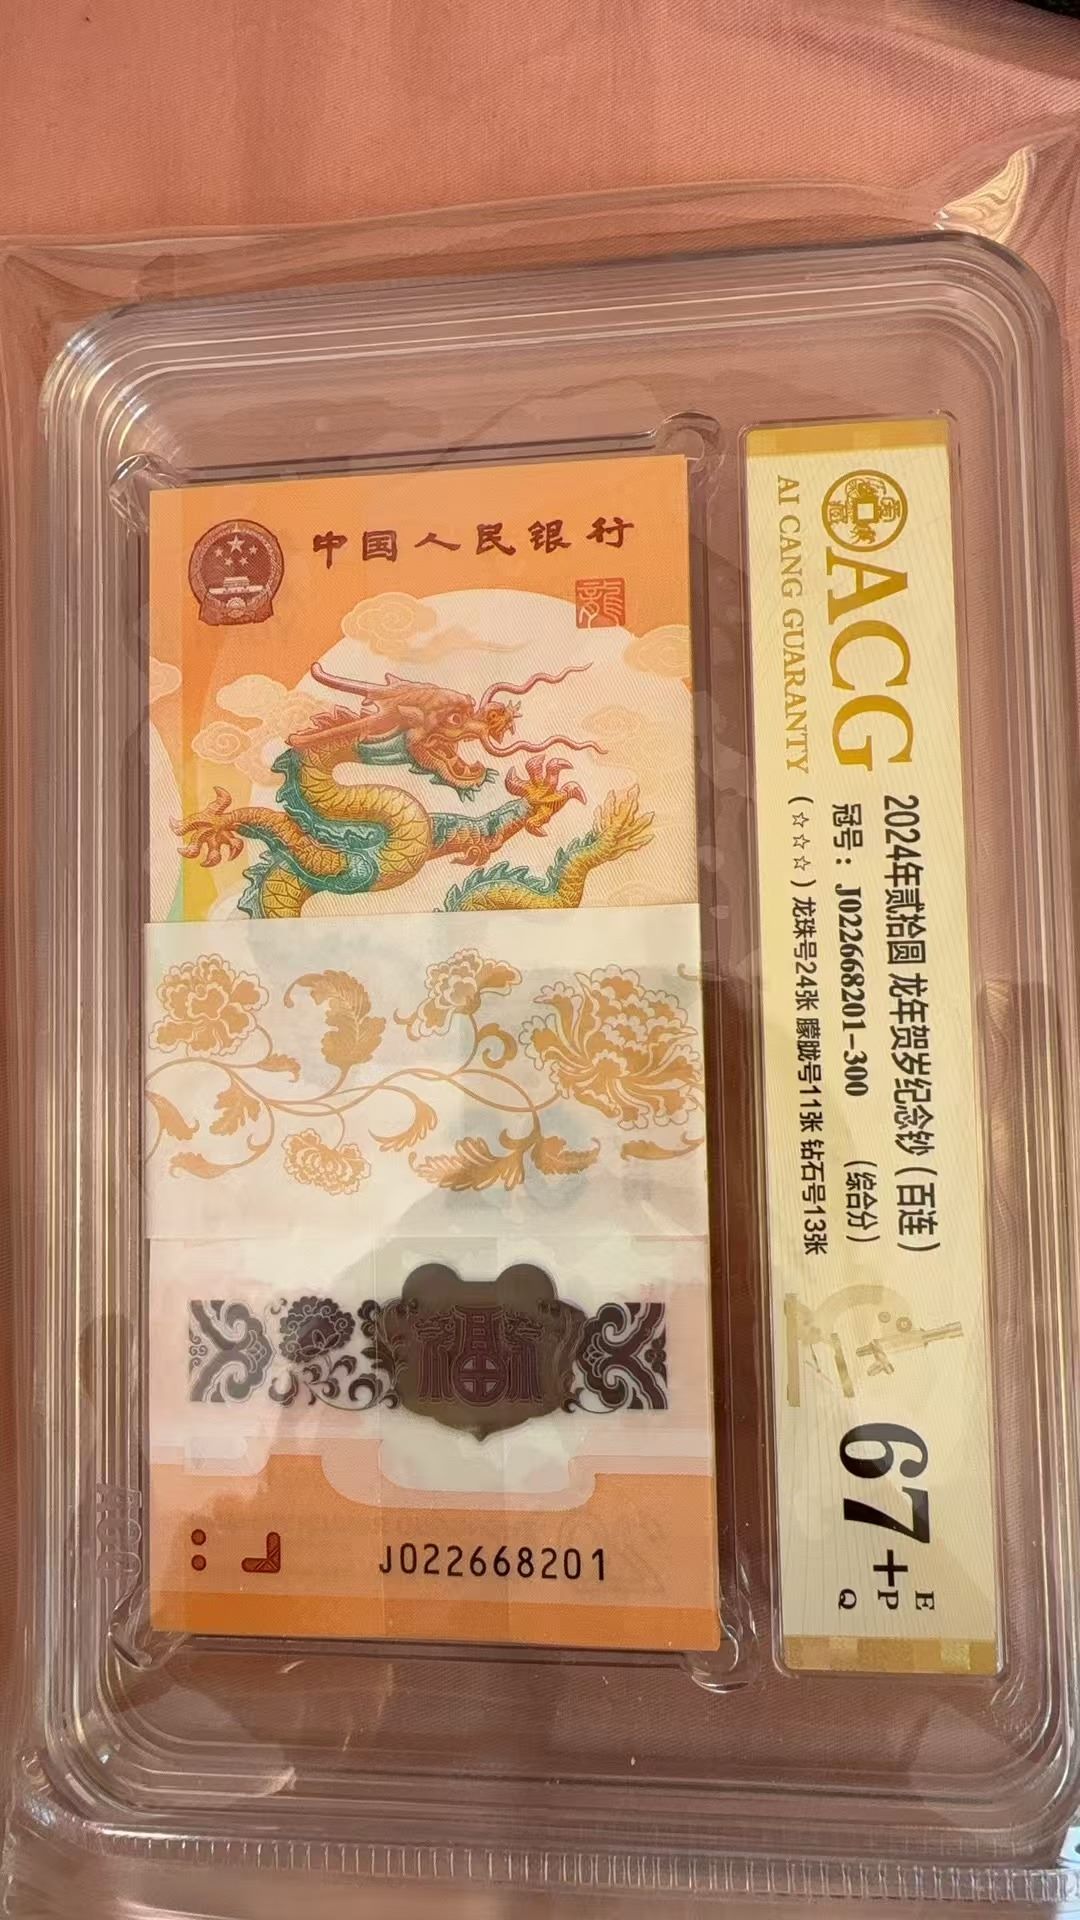 中国人民银行
龍
J022668201
ACG
AI CANG GUARANTY
2024年贰拾圆 龙年贺岁纪念钞（百连）
冠号：J022668201-300 （综合分）
（☆☆☆）龙珠号24张 朦胧号11张 钻石号13张
67+
E
P
Q